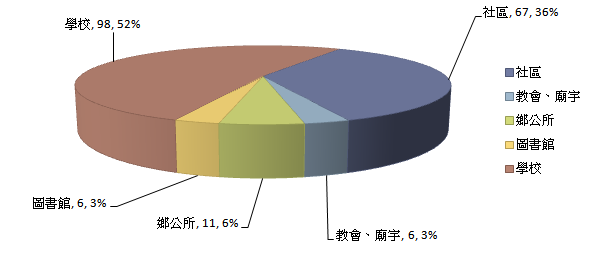 學校, 98, 52%
社區, 67, 36%
圖書館, 6, 3%
鄉公所, 11, 6%
教會、廟宇, 6, 3%
社區
教會、廟宇
鄉公所
圖書館
學校